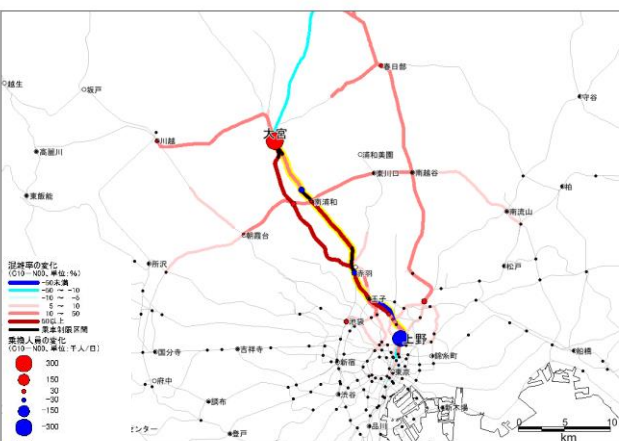 春日部
越生
坂戸
守谷
大宮
川越
高麗川
浦和美園
東川口
南越谷
柏
東飯能
南浦和
南流山
朝霞台
所沢
松戸
赤羽
混雑率の変化
(C10-N00、単位:%)
-50未満
-50 ~ -10
-10 ~ -5
5 ~ 10
10 ~ 50
50以上
乗車制限区間
王子
池袋
上野
乗換人員の変化
(C10-N00、単位:千人/日)
国分寺
吉祥寺
錦糸町
船橋
新宿
東京
300
150
30
-30
-150
-300
府中
渋谷
調布
新木場
センター
登戸
品川
0 5 10
km